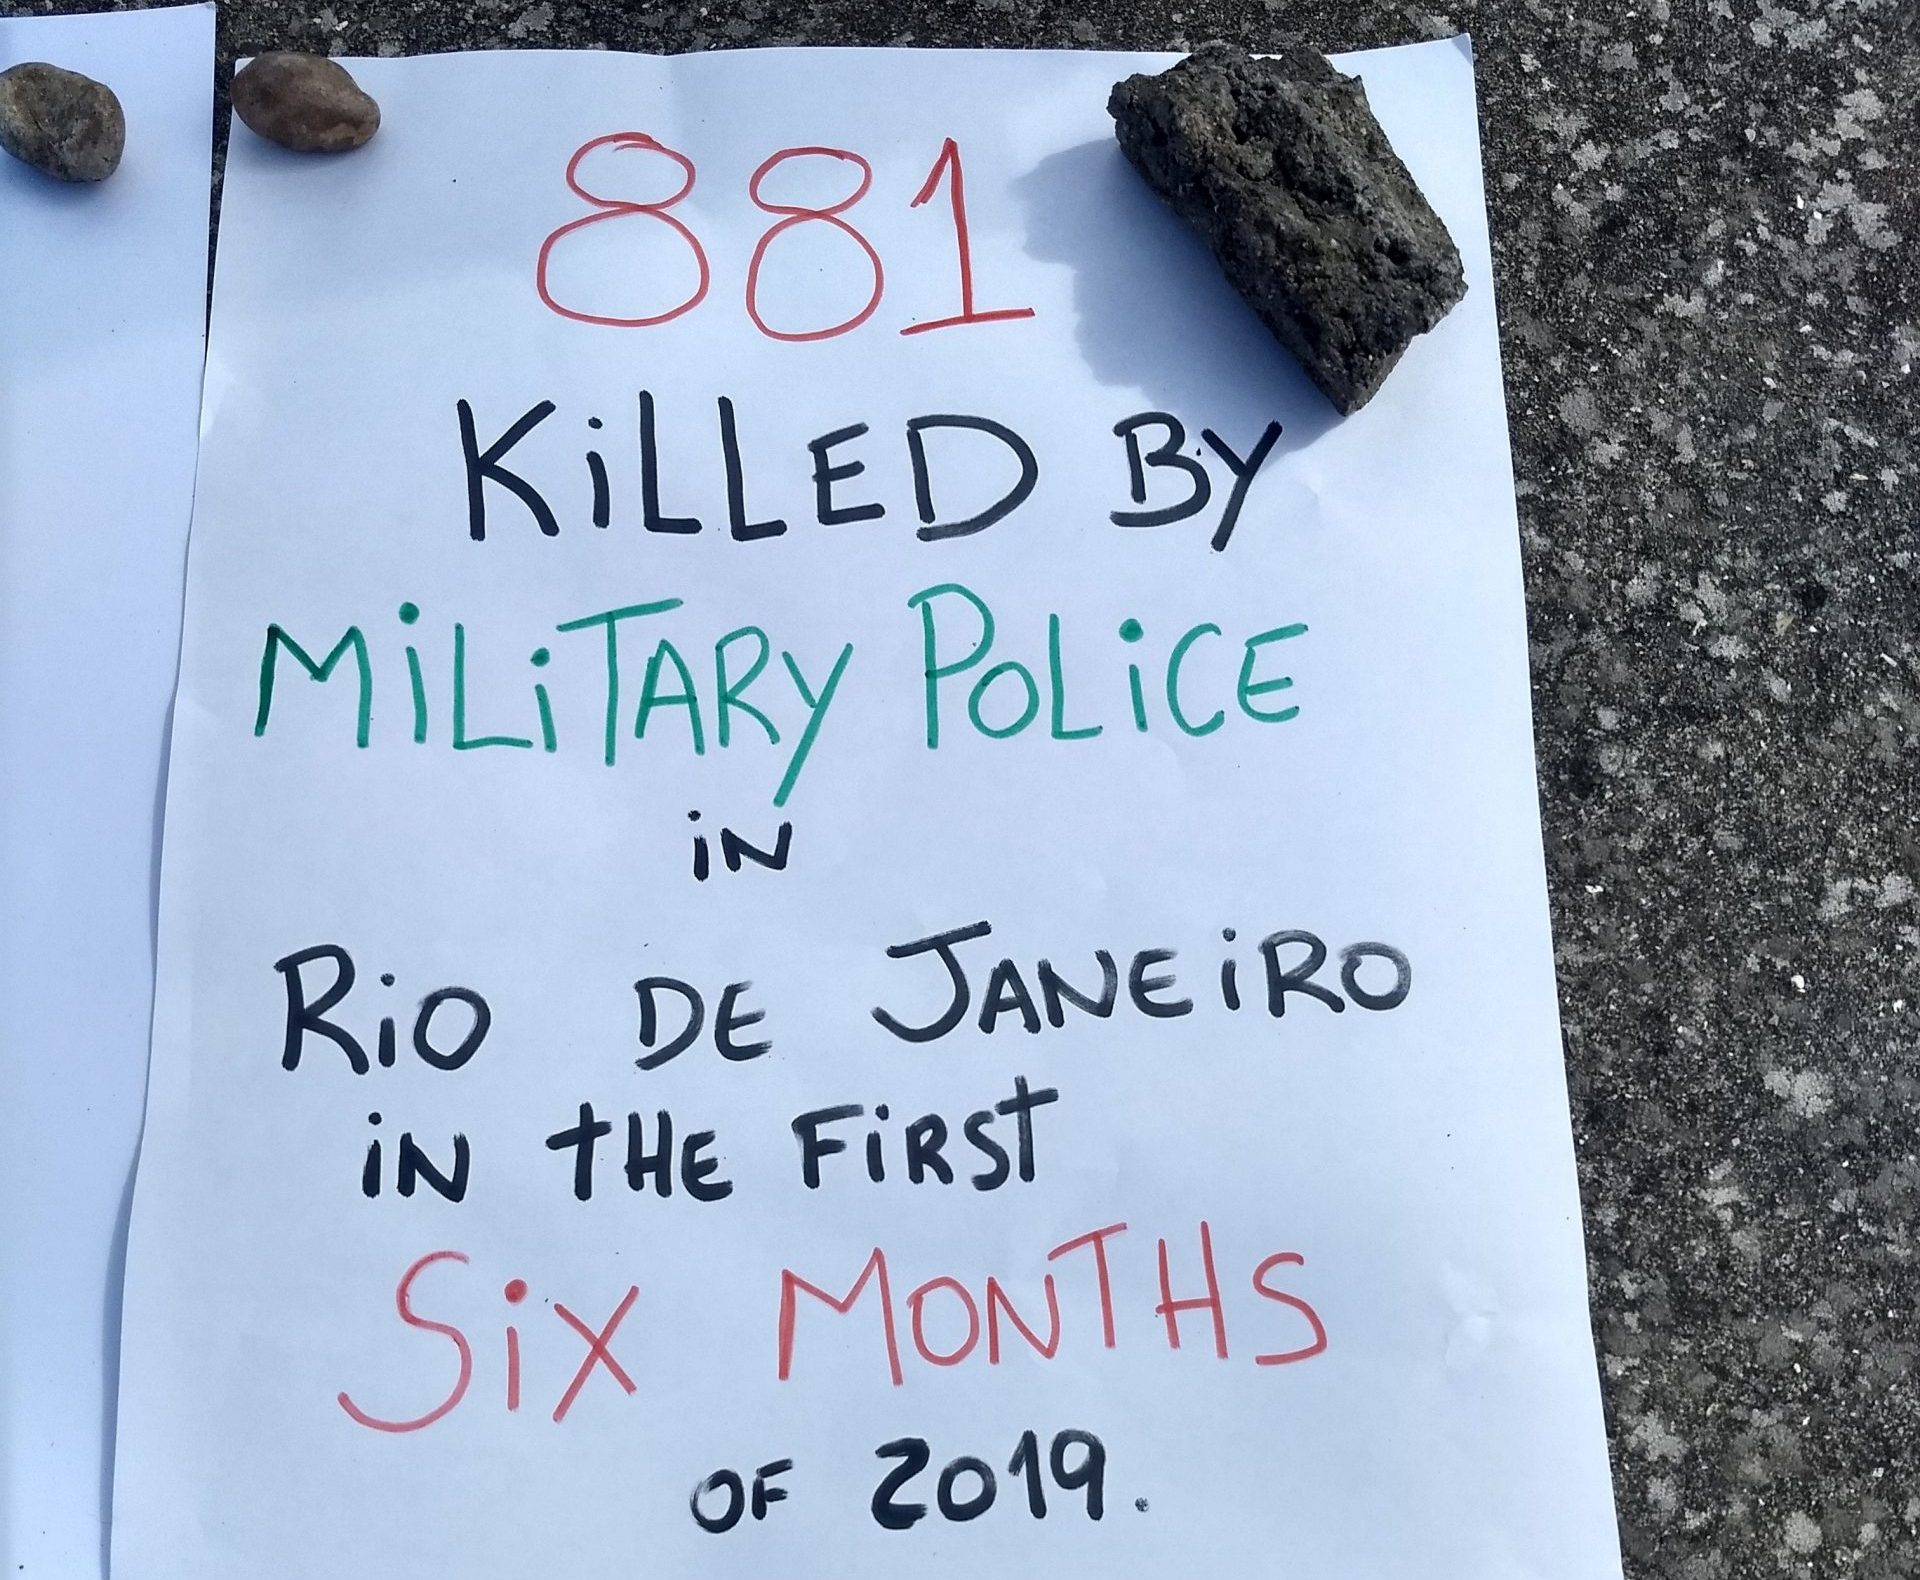 881
KiLLED BY
MiLiTARY POLiCE
iN
RiO DE JANEiRO
iN tHE FiRSt
SiX MONTHS
OF 2019.